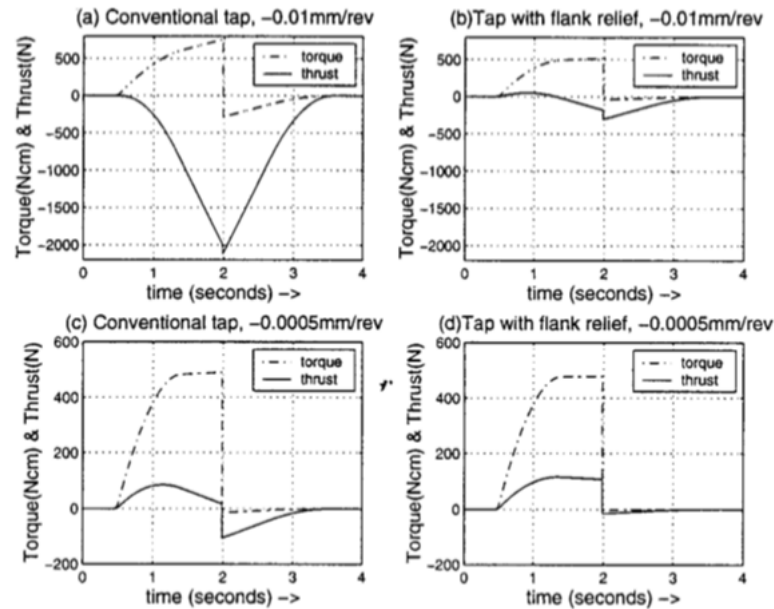 (a) Conventional tap, -0.01mm/rev
Torque(Ncm) & Thrust(N)
500
0
-500
-1000
-1500
-2000
torque
thrust
0 1 2 3 4
time (seconds) ->
(b)Tap with flank relief, -0.01mm/rev
Torque(Ncm) & Thrust(N)
500
0
-500
-1000
-1500
-2000
torque
thrust
0 1 2 3 4
time (seconds) ->
(c) Conventional tap, -0.0005mm/rev
Torque(Ncm) & Thrust(N)
600
400
200
0
-200
torque
thrust
0 1 2 3 4
time (seconds) ->
(d)Tap with flank relief, -0.0005mm/rev
Torque(Ncm) & Thrust(N)
600
400
200
0
-200
torque
thrust
0 1 2 3 4
time (seconds) ->